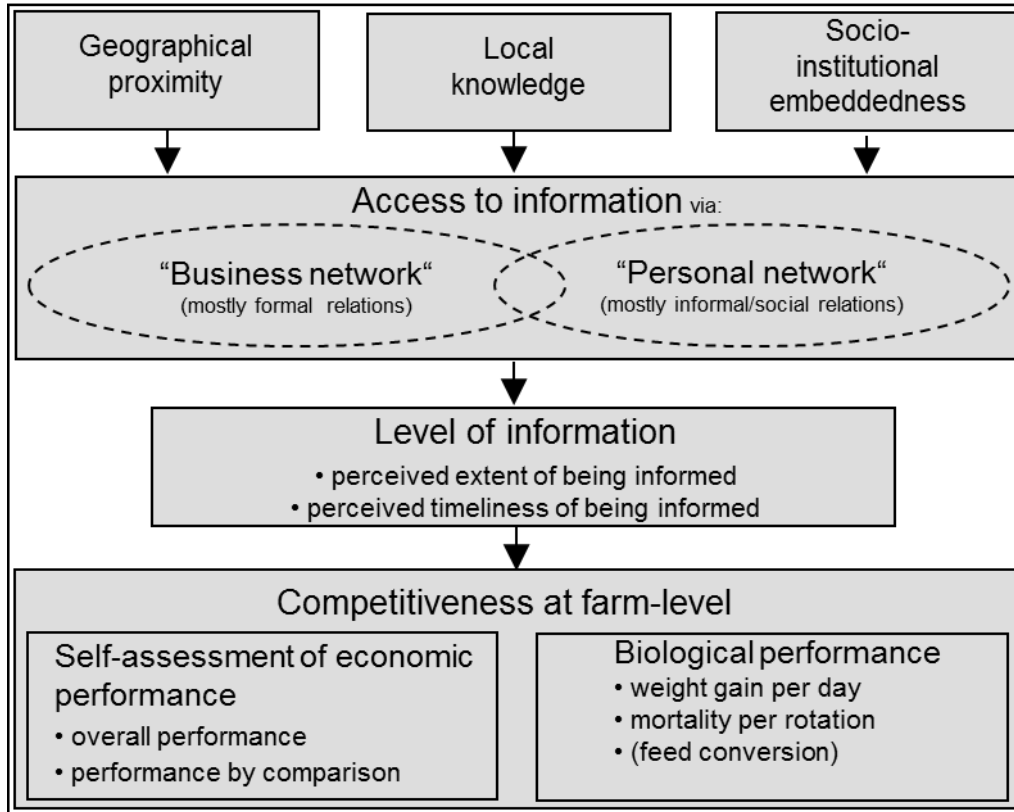 Geographical
proximity
Local
knowledge
Socio-
institutional
embeddedness
Access to information via:
“Business network“
(mostly formal relations)
“Personal network“
(mostly informal/social relations)
Level of information
• perceived extent of being informed
• perceived timeliness of being informed
Competitiveness at farm-level
Self-assessment of economic
performance
• overall performance
• performance by comparison
Biological performance
• weight gain per day
• mortality per rotation
• (feed conversion)